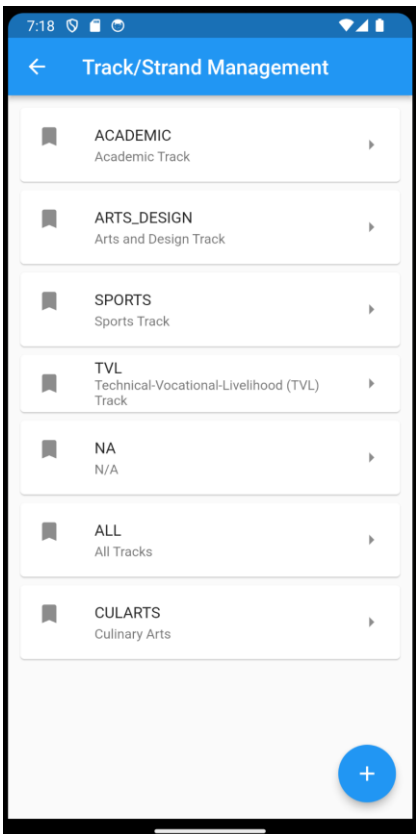 7:18
Track/Strand Management
ACADEMIC
Academic Track
ARTS_DESIGN
Arts and Design Track
SPORTS
Sports Track
TVL
Technical-Vocational-Livelihood (TVL)
Track
NA
N/A
ALL
All Tracks
CULARTS
Culinary Arts